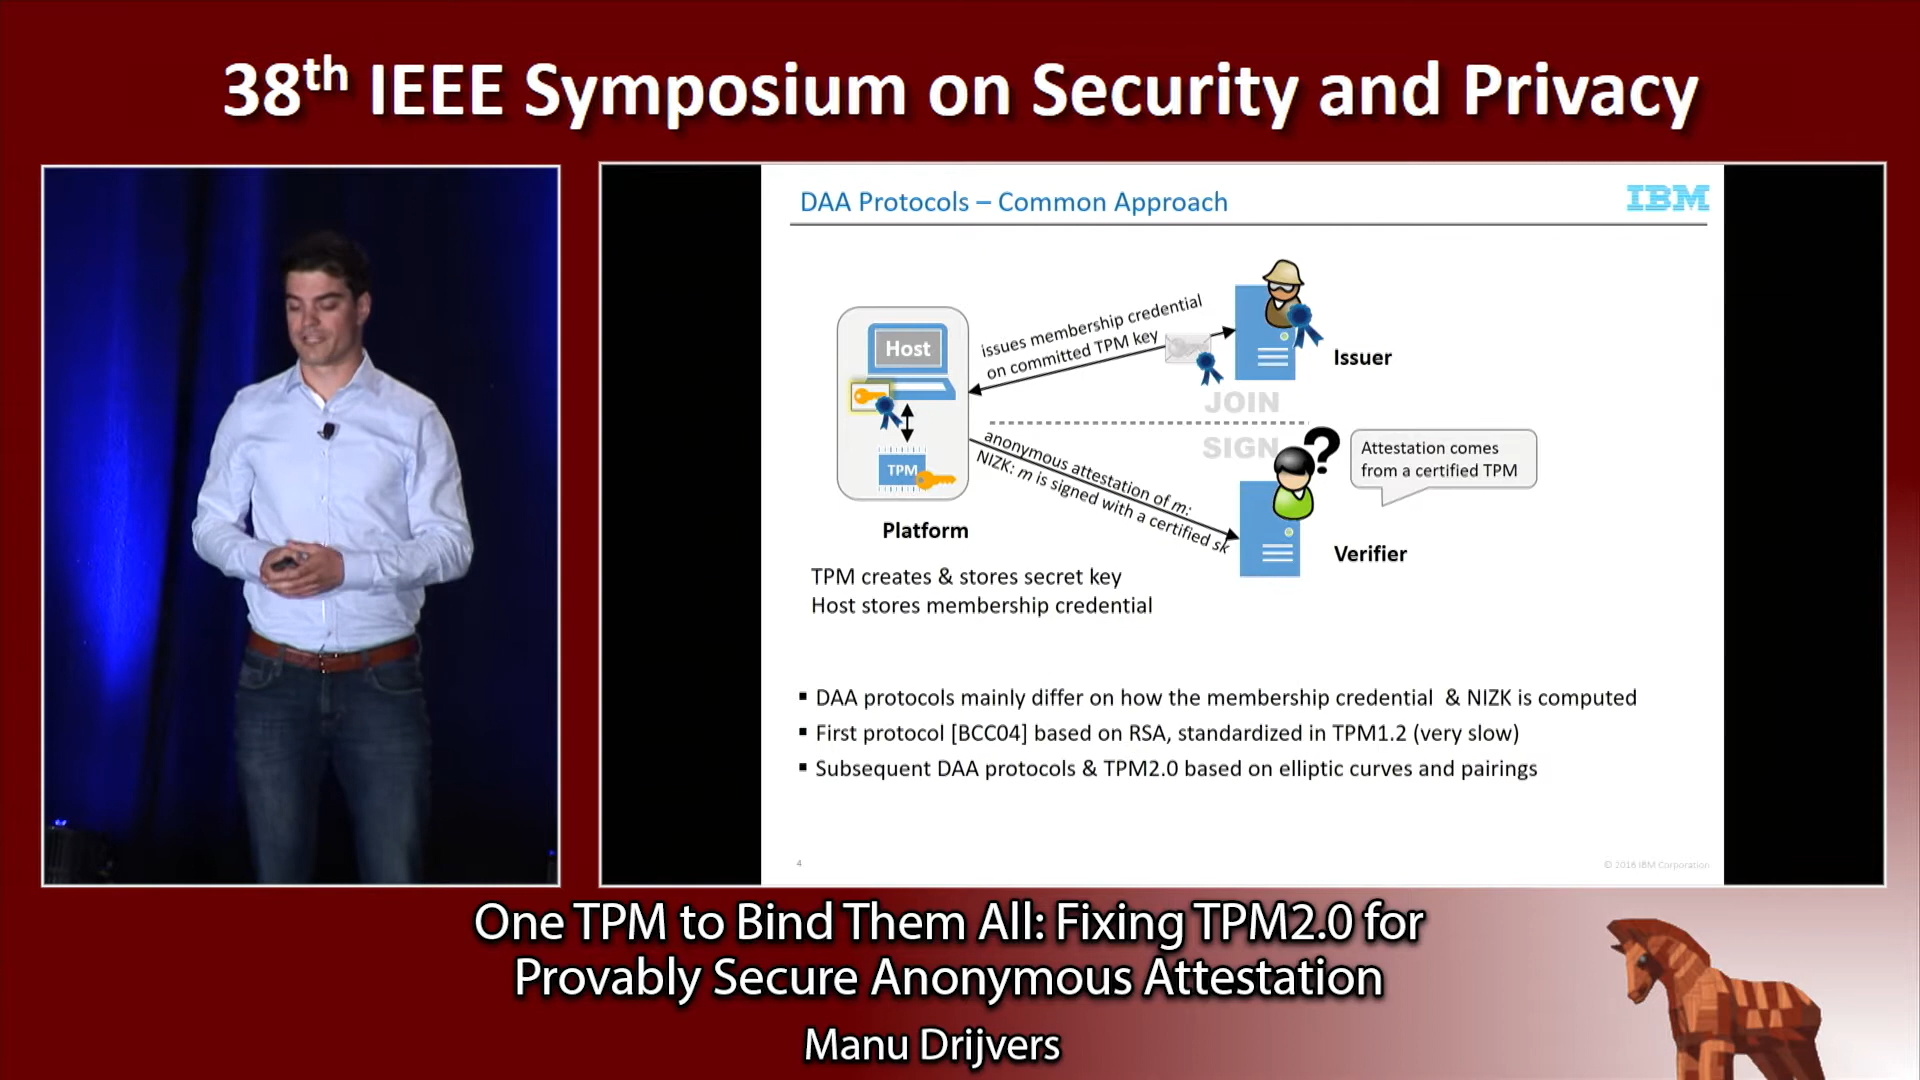 38th IEEE Symposium on Security and Privacy
DAA Protocols – Common Approach
IBM
Host
TPM
Platform
issues membership credential
on committed TPM key
Issuer
JOIN
SIGN
anonymous attestation of m:
NIZK: m is signed with a certified sk
?
Attestation comes
from a certified TPM
Verifier
TPM creates & stores secret key
Host stores membership credential
▪ DAA protocols mainly differ on how the membership credential & NIZK is computed
▪ First protocol [BCC04] based on RSA, standardized in TPM1.2 (very slow)
▪ Subsequent DAA protocols & TPM2.0 based on elliptic curves and pairings
4
© 2016 IBM Corporation
One TPM to Bind Them All: Fixing TPM2.0 for
Provably Secure Anonymous Attestation
Manu Drijvers